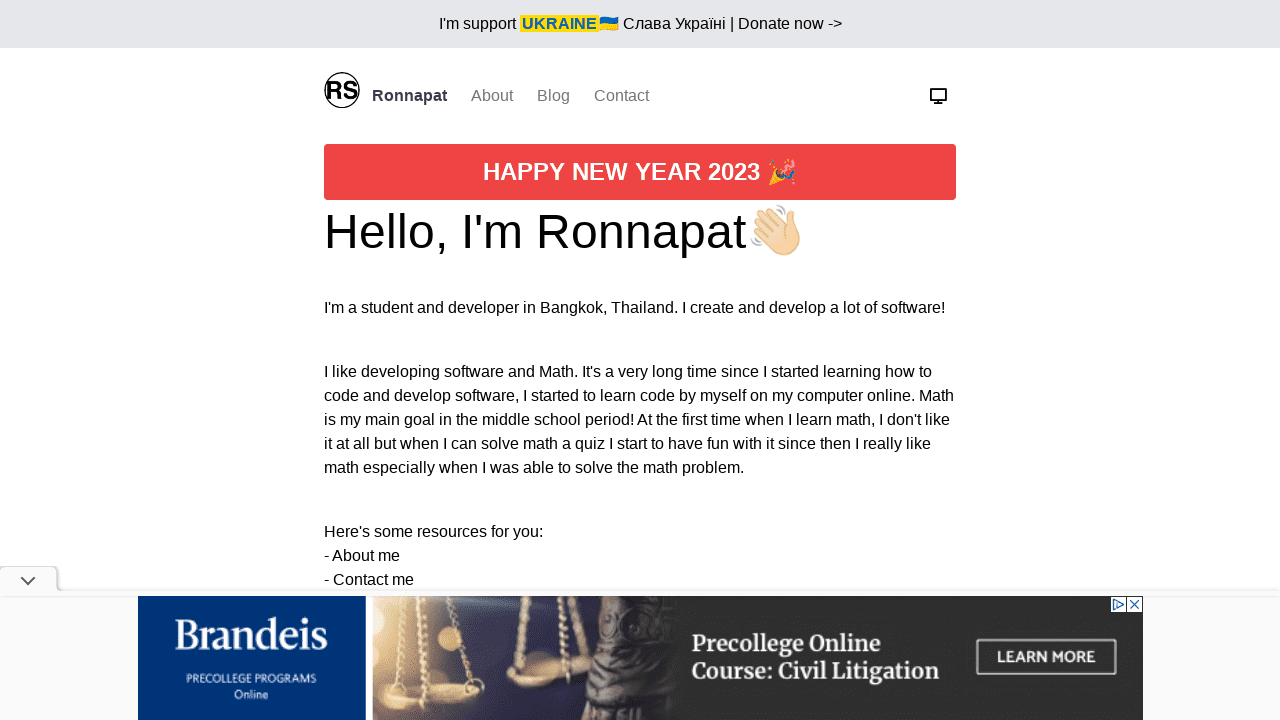 I'm support UKRAINE🇺🇦 Слава Україні | Donate now ->
RS Ronnapat About Blog Contact
HAPPY NEW YEAR 2023 🎉
Hello, I'm Ronnapat👋🏻
I'm a student and developer in Bangkok, Thailand. I create and develop a lot of software!
I like developing software and Math. It's a very long time since I started learning how to
code and develop software, I started to learn code by myself on my computer online. Math
is my main goal in the middle school period! At the first time when I learn math, I don't like
it at all but when I can solve math a quiz I start to have fun with it since then I really like
math especially when I was able to solve the math problem.
Here's some resources for you:
- About me
- Contact me
Brandeis
PRECOLLEGE PROGRAMS
Online
Precollege Online
Course: Civil Litigation
LEARN MORE